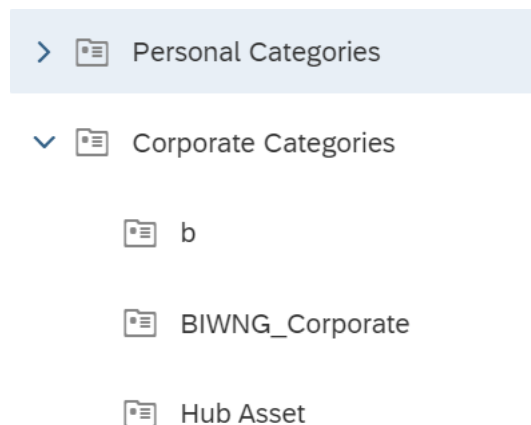 Personal Categories
Corporate Categories
b
BIWNG_Corporate
Hub Asset